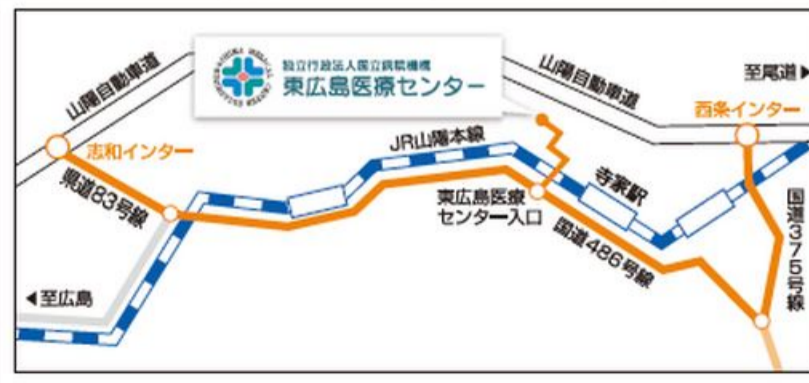 独立行政法人国立病院機構
東広島医療センター
山陽自動車道
山陽自動車道
至尾道▶
西条インター
志和インター
JR山陽本線
県道83号線
東広島医療
センター入口
寺家駅
国道486号線
国道375号線
◀至広島